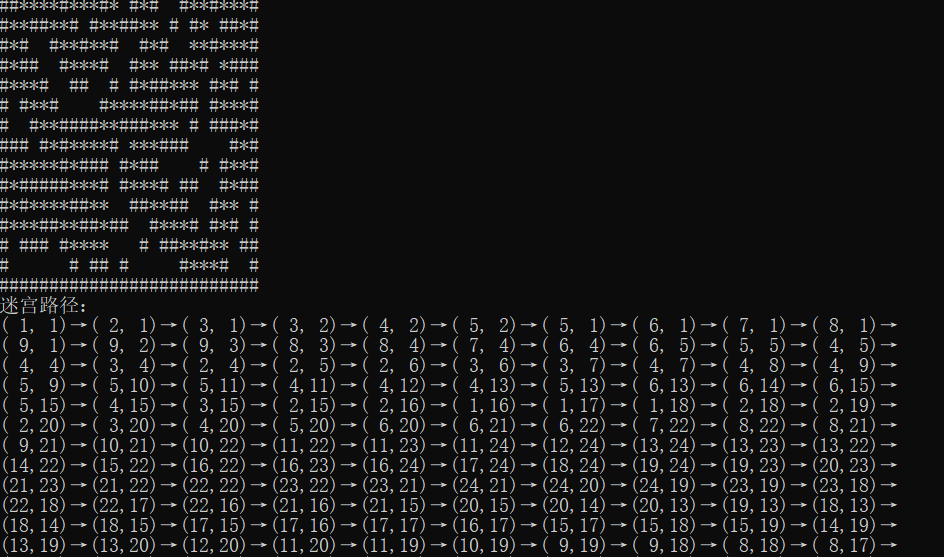 ##****#***#* #*#  #**#***#
#**##**# #**##** # #* ##*#
#*#  #**#**#  #*#  **#***#
#*##  #***#  #** ##*# *###
#***#  ##  # #*##*** #*# #
# #**#    #****##*## #***#
#  #**####**###*** # ###*#
### #*#****# ***###    #*#
#*****#*### #*##    # #**#
#*#####***# #***# ##  #*##
#*#****##**  ##**##  #** #
#***##**##*##  #***# #*# #
# ### #****   # ##**#** ##
#      # ## #     #***#  #
##########################
迷宫路径:
( 1, 1)→( 2, 1)→( 3, 1)→( 3, 2)→( 4, 2)→( 5, 2)→( 5, 1)→( 6, 1)→( 7, 1)→( 8, 1)→
( 9, 1)→( 9, 2)→( 9, 3)→( 8, 3)→( 8, 4)→( 7, 4)→( 6, 4)→( 6, 5)→( 5, 5)→( 4, 5)→
( 4, 4)→( 3, 4)→( 2, 4)→( 2, 5)→( 2, 6)→( 3, 6)→( 3, 7)→( 4, 7)→( 4, 8)→( 4, 9)→
( 5, 9)→( 5,10)→( 5,11)→( 4,11)→( 4,12)→( 4,13)→( 5,13)→( 6,13)→( 6,14)→( 6,15)→
( 5,15)→( 4,15)→( 3,15)→( 2,15)→( 2,16)→( 1,16)→( 1,17)→( 1,18)→( 2,18)→( 2,19)→
( 2,20)→( 3,20)→( 4,20)→( 5,20)→( 6,20)→( 6,21)→( 6,22)→( 7,22)→( 8,22)→( 8,21)→
( 9,21)→(10,21)→(10,22)→(11,22)→(11,23)→(11,24)→(12,24)→(13,24)→(13,23)→(13,22)→
(14,22)→(15,22)→(16,22)→(16,23)→(16,24)→(17,24)→(18,24)→(19,24)→(19,23)→(20,23)→
(21,23)→(21,22)→(22,22)→(23,22)→(23,21)→(24,21)→(24,20)→(24,19)→(23,19)→(23,18)→
(22,18)→(22,17)→(22,16)→(21,16)→(21,15)→(20,15)→(20,14)→(20,13)→(19,13)→(18,13)→
(18,14)→(18,15)→(17,15)→(17,16)→(17,17)→(16,17)→(15,17)→(15,18)→(15,19)→(14,19)→
(13,19)→(13,20)→(12,20)→(11,20)→(11,19)→(10,19)→( 9,19)→( 9,18)→( 8,18)→( 8,17)→